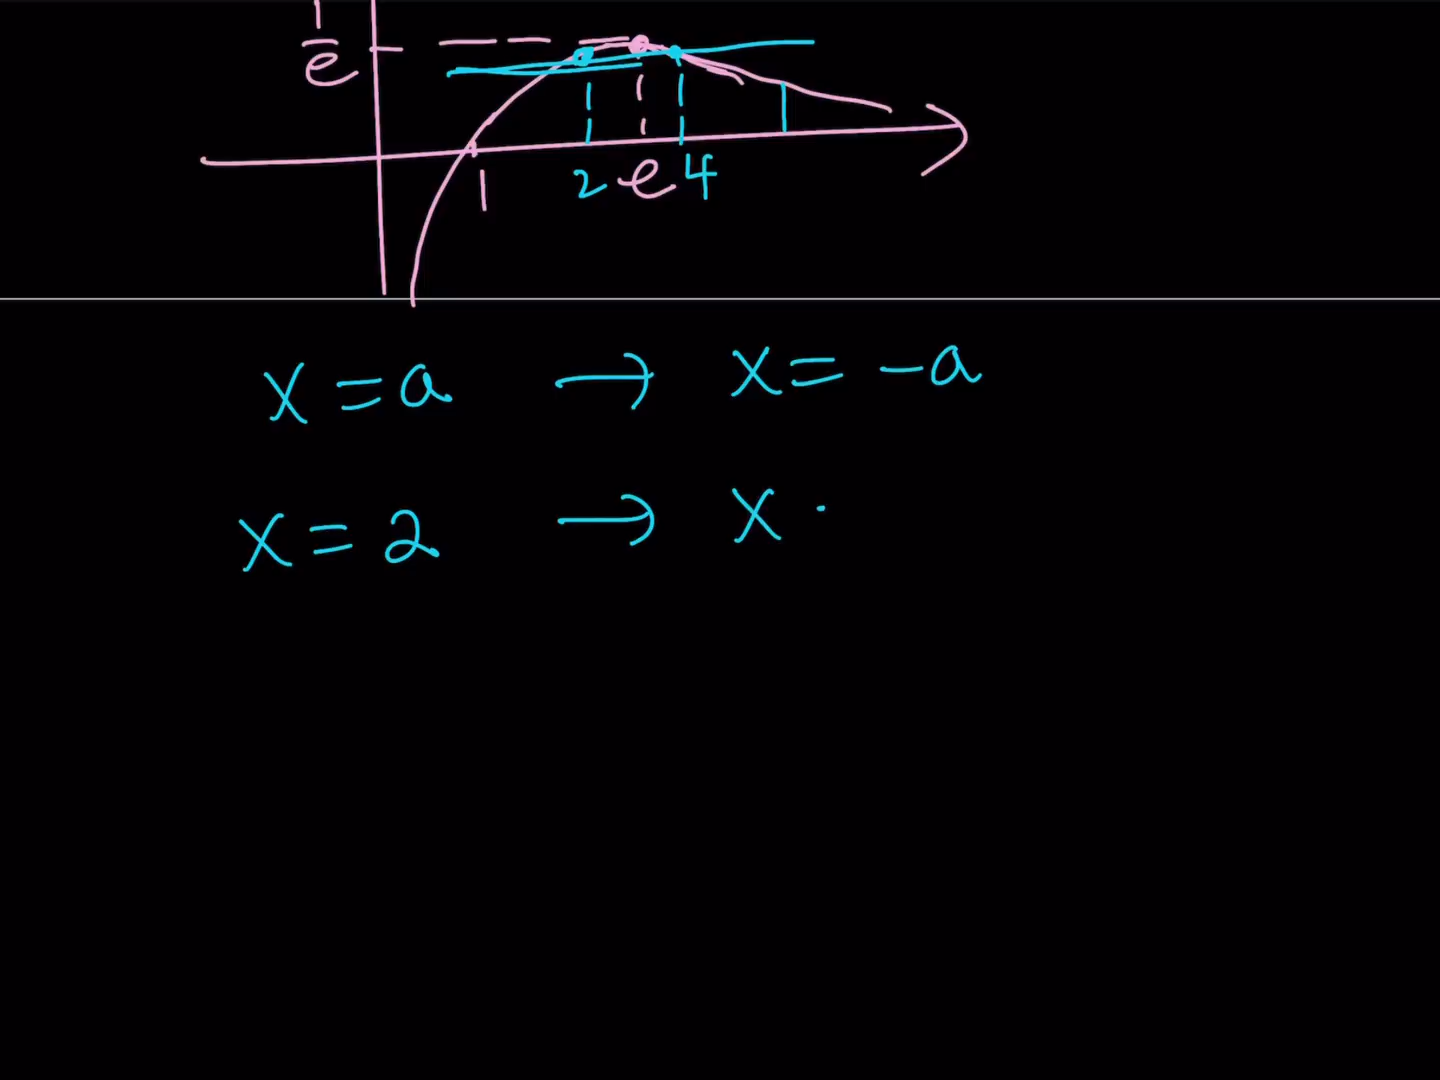 1/e
1 2 e 4
x = a → x = -a
x = 2 → x